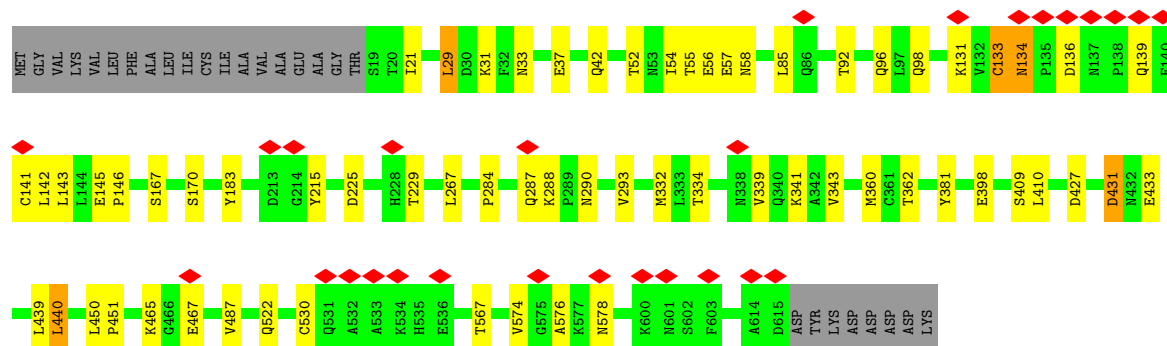 MET GLY VAL LYS VAL LEU PHE ALA LEU ILE CYS ILE ALA VAL ALA GLU ALA GLY THR S19 T20 I21 L29 D30 K31 F32 N33 E37 Q42 T52 N53 I54 T55 E56 E57 N58 L85 Q86 T92 Q96 L97 Q98 K131 V132 C133 N134 P135 D136 N137 P138 Q139 E140
C141 L142 L143 L144 E145 P146 S167 S170 Y183 D213 G214 Y215 D225 H228 T229 L267 P284 Q287 K288 P289 N290 V293 M332 L333 T334 N338 V339 Q340 K341 A342 V343 M360 C361 T362 Y381 E398 S409 L410 D427 D431 N432 E433
L439 L440 L450 P451 K465 G466 E467 V487 Q522 C530 Q531 A532 A533 K534 H535 E536 T567 V574 G575 A576 K577 N578 K600 N601 S602 F603 A614 D615 ASP TYR LYS ASP ASP ASP ASP LYS